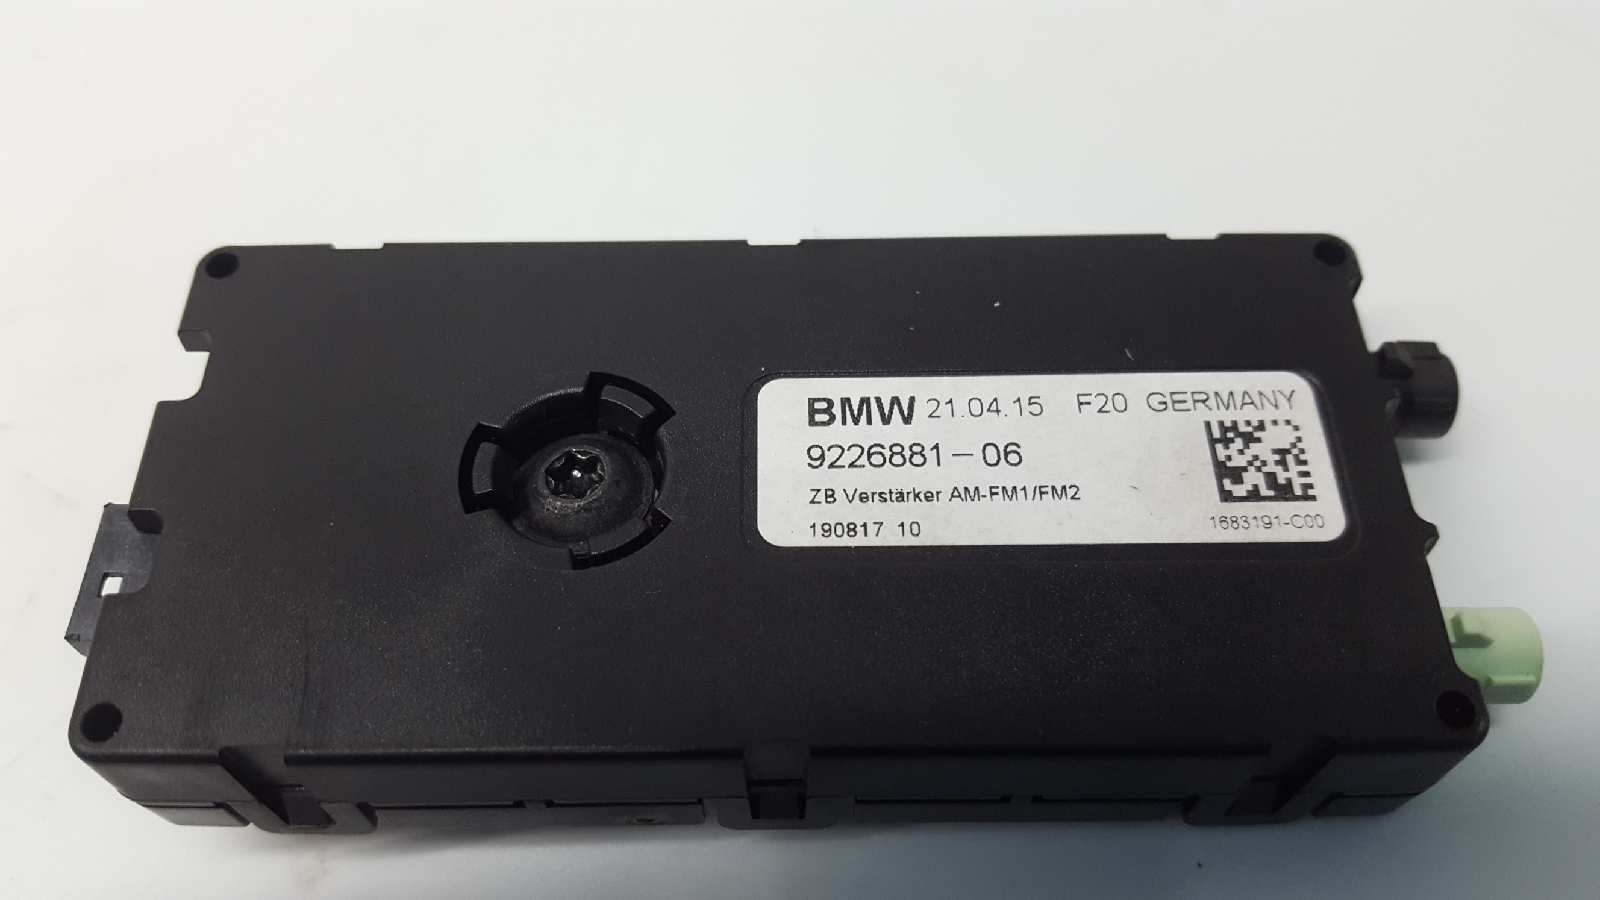 BMW 21.04.15 F20 GERMANY
9226881-06
ZB Verstärker AM-FM1/FM2
190817 10
1683191-C00